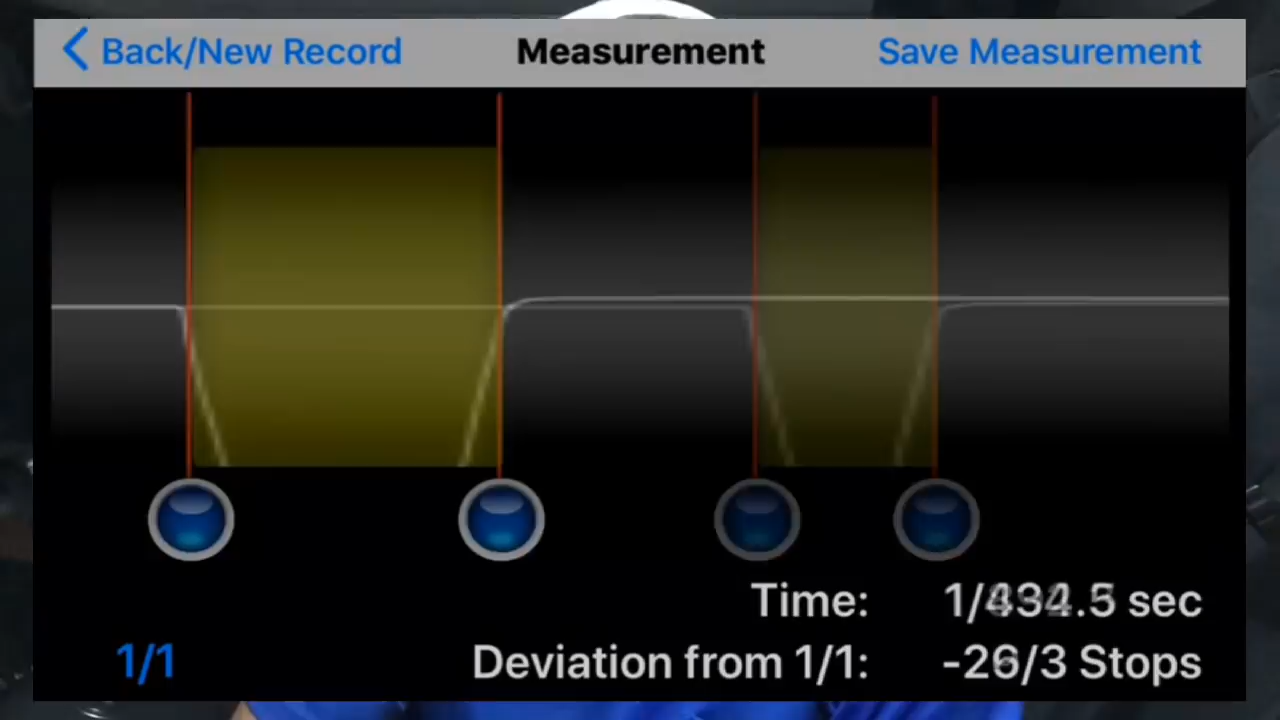 Back/New Record
Measurement
Save Measurement
Time:
1/434.5 sec
1/1
Deviation from 1/1:
-26/3 Stops